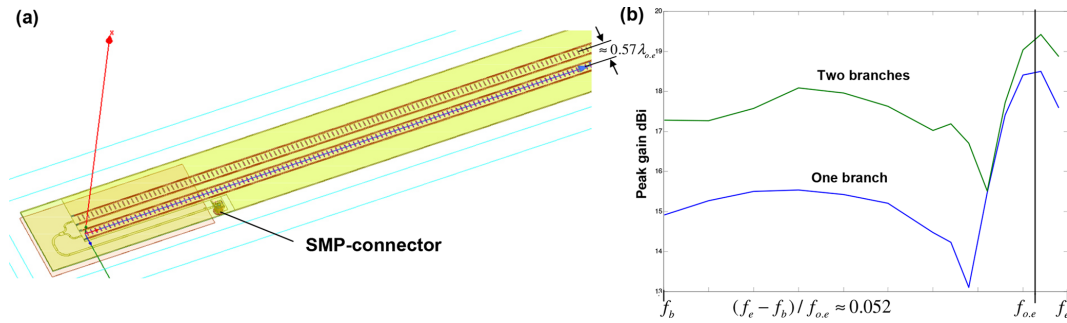 (a)
x
≈0.57λo.e
SMP-connector
(b)
Peak gain dBi
20
19
18
17
16
15
14
13
Two branches
One branch
fb
(fe − fb) / fo.e ≈ 0.052
fo.e
fe